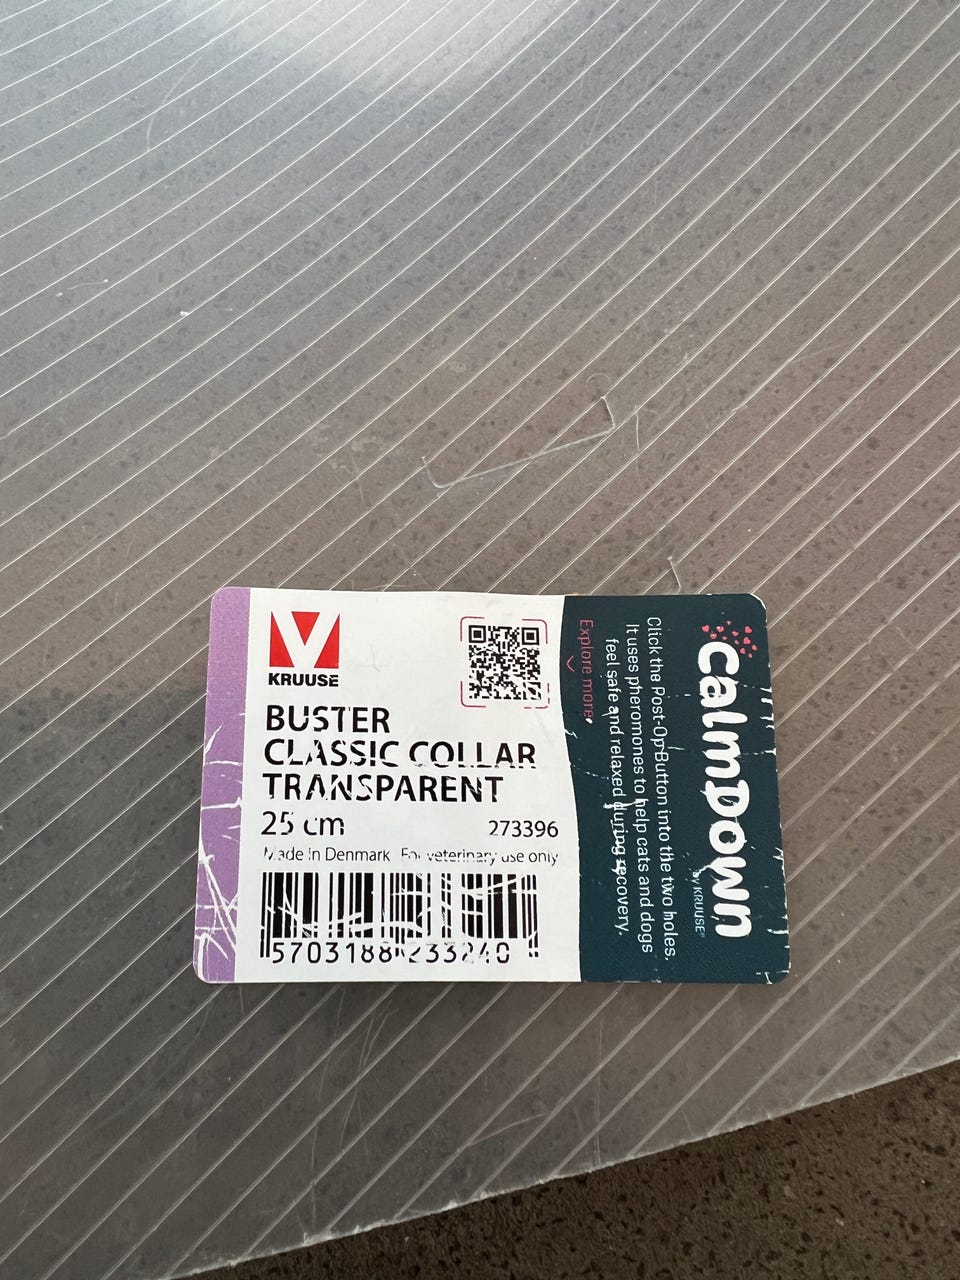 KRUUSE
BUSTER
CLASSIC COLLAR
TRANSPARENT
25 cm 273396
Made in Denmark For veterinary use only
5703188 233240
calmDown
by KRUUSE®
Click the Post-Op Button into the two holes.
It uses pheromones to help cats and dogs
feel safe and relaxed during recovery.
Explore more